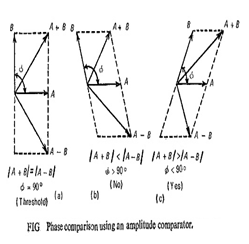 B
A + B
ϕ
A
A − B
|A + B| = |A − B|
ϕ = 90°
(Threshold)
(a)
B
A + B
ϕ
A
A − B
|A + B| < |A − B|
ϕ > 90°
(No)
(b)
B
A + B
ϕ
A
A − B
|A + B| > |A − B|
ϕ < 90°
(Yes)
(c)
FIG Phase comparison using an amplitude comparator.